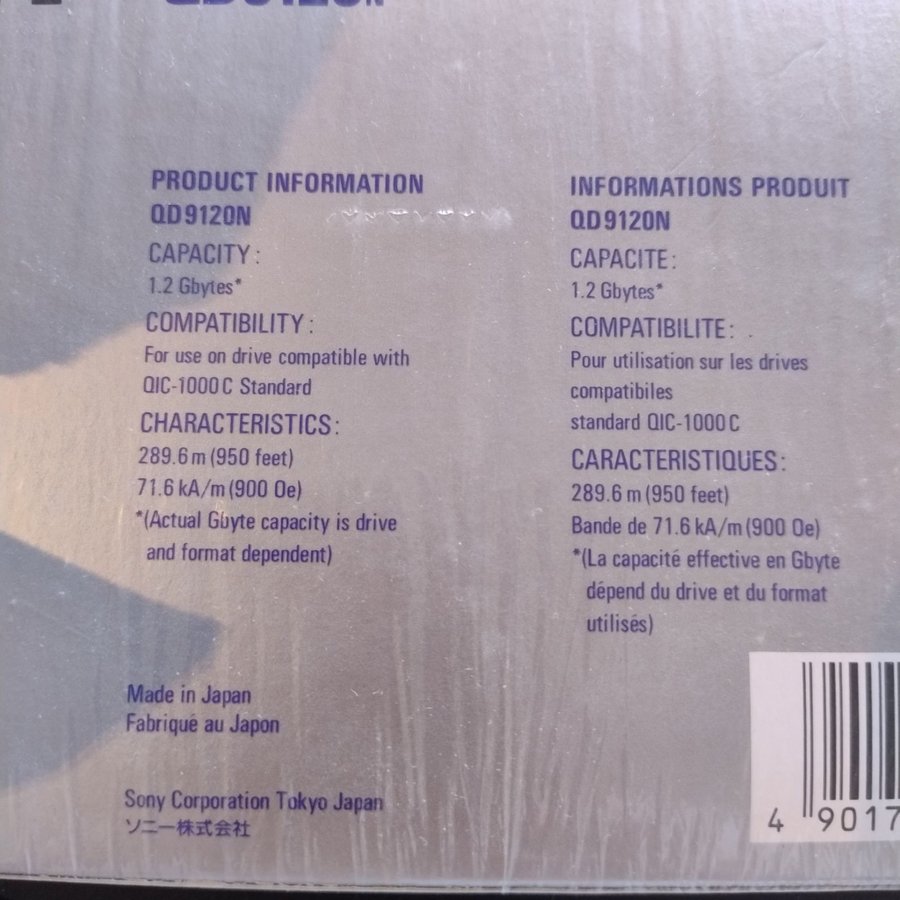 QD9120N
PRODUCT INFORMATION
QD9120N
CAPACITY:
1.2 Gbytes*
COMPATIBILITY:
For use on drive compatible with
QIC-1000C Standard
CHARACTERISTICS:
289.6 m (950 feet)
71.6 kA/m (900 Oe)
*(Actual Gbyte capacity is drive
and format dependent)
Made in Japan
Fabriqué au Japon
Sony Corporation Tokyo Japan
ソニー株式会社
INFORMATIONS PRODUIT
QD9120N
CAPACITE:
1.2 Gbytes*
COMPATIBILITE:
Pour utilisation sur les drives
compatibiles
standard QIC-1000C
CARACTERISTIQUES:
289.6 m (950 feet)
Bande de 71.6 kA/m (900 Oe)
*(La capacité effective en Gbyte
dépend du drive et du format
utilisés)
4 9017